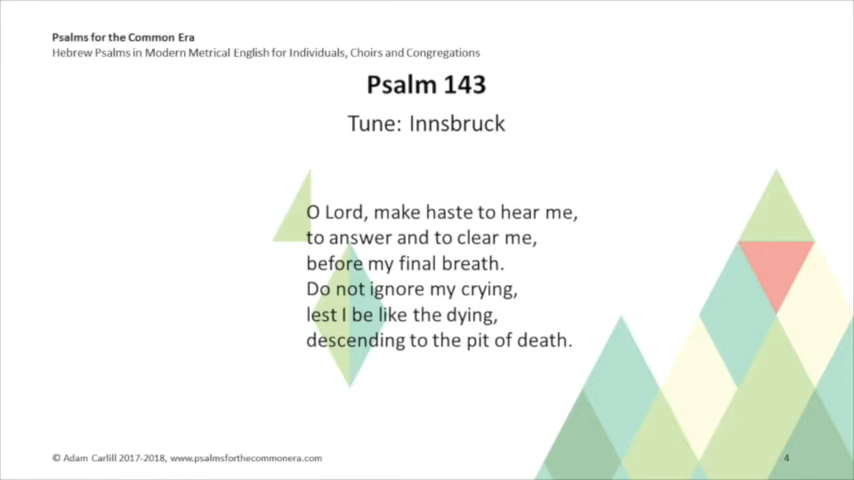 Psalms for the Common Era
Hebrew Psalms in Modern Metrical English for Individuals, Choirs and Congregations
Psalm 143
Tune: Innsbruck
O Lord, make haste to hear me,
to answer and to clear me,
before my final breath.
Do not ignore my crying,
lest I be like the dying,
descending to the pit of death.
© Adam Carlill 2017-2018, www.psalmsforthecommonera.com
4